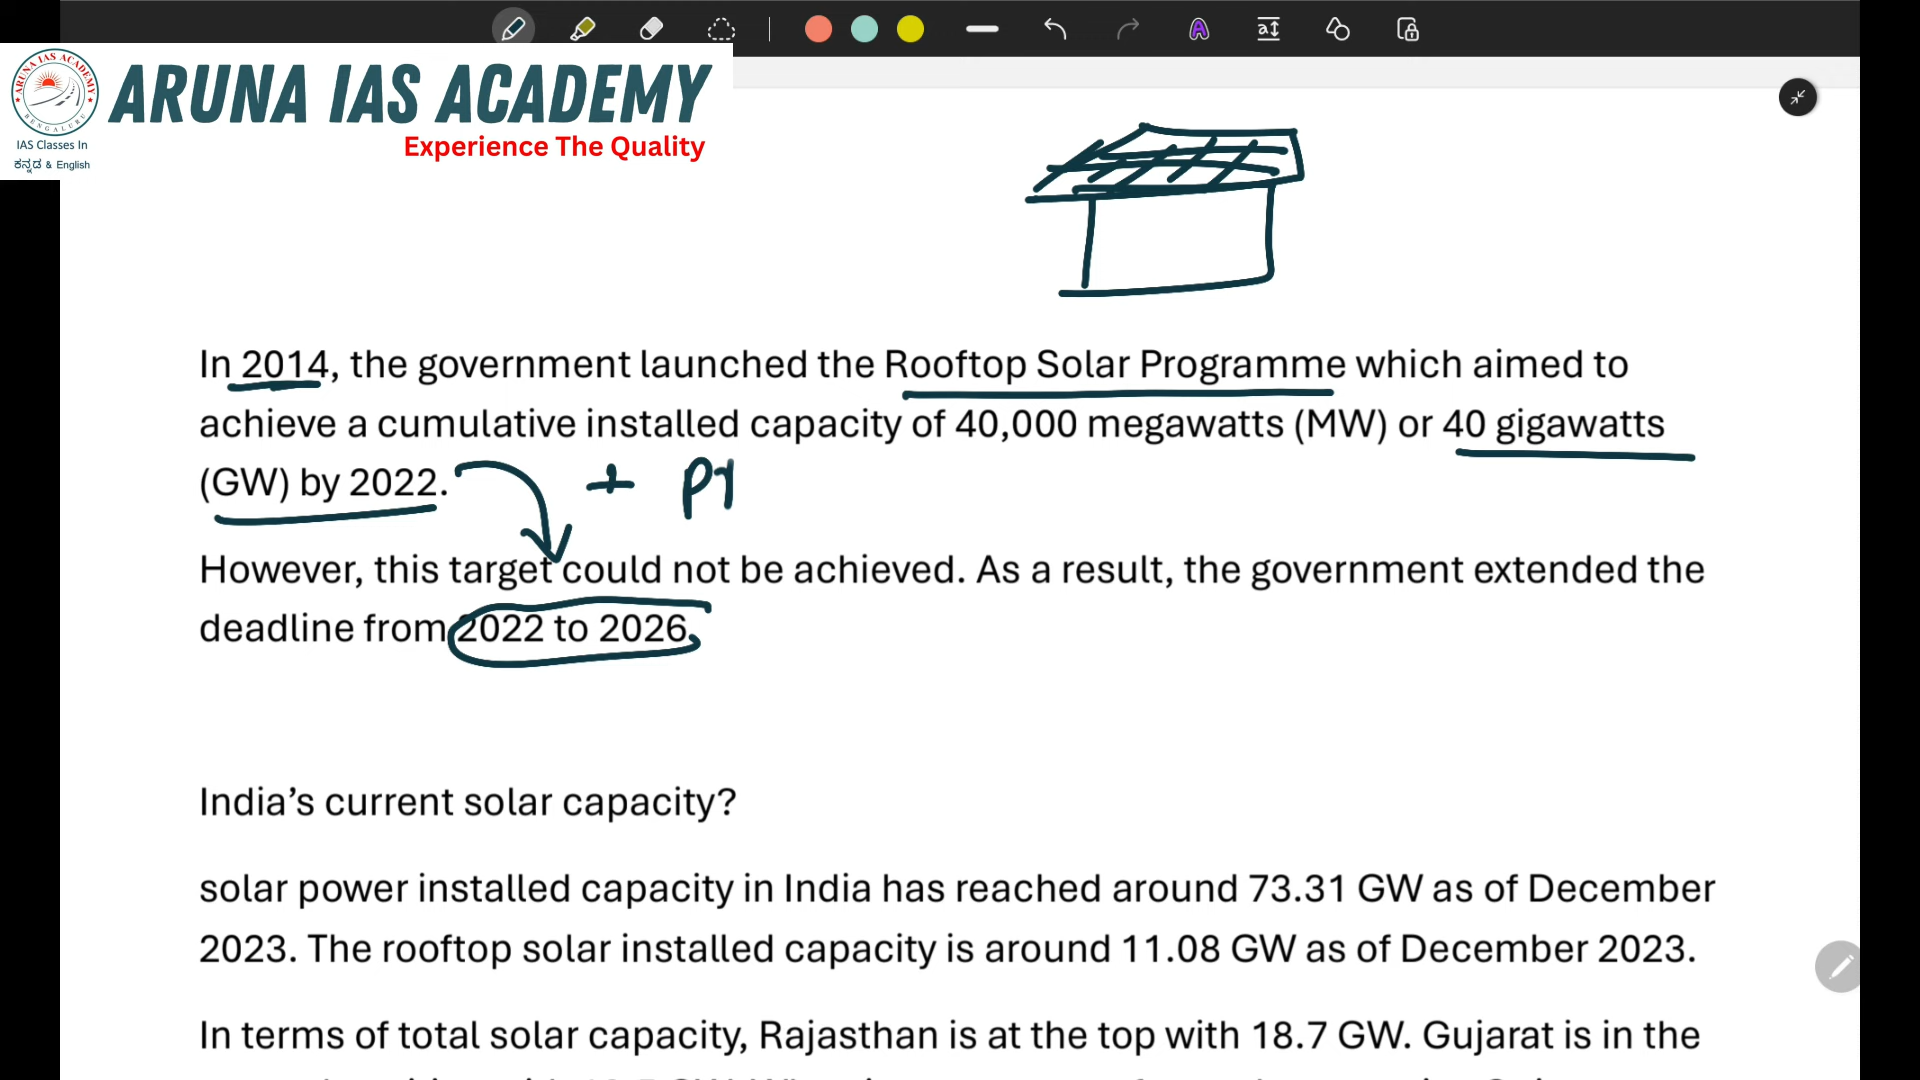 ARUNA IAS ACADEMY
Experience The Quality
ARUNA IAS ACADEMY
BENGALURU
IAS Classes In
ಕನ್ನಡ & English
In 2014, the government launched the Rooftop Solar Programme which aimed to
achieve a cumulative installed capacity of 40,000 megawatts (MW) or 40 gigawatts
(GW) by 2022.
+
However, this target could not be achieved. As a result, the government extended the
deadline from 2022 to 2026.
India’s current solar capacity?
solar power installed capacity in India has reached around 73.31 GW as of December
2023. The rooftop solar installed capacity is around 11.08 GW as of December 2023.
In terms of total solar capacity, Rajasthan is at the top with 18.7 GW. Gujarat is in the